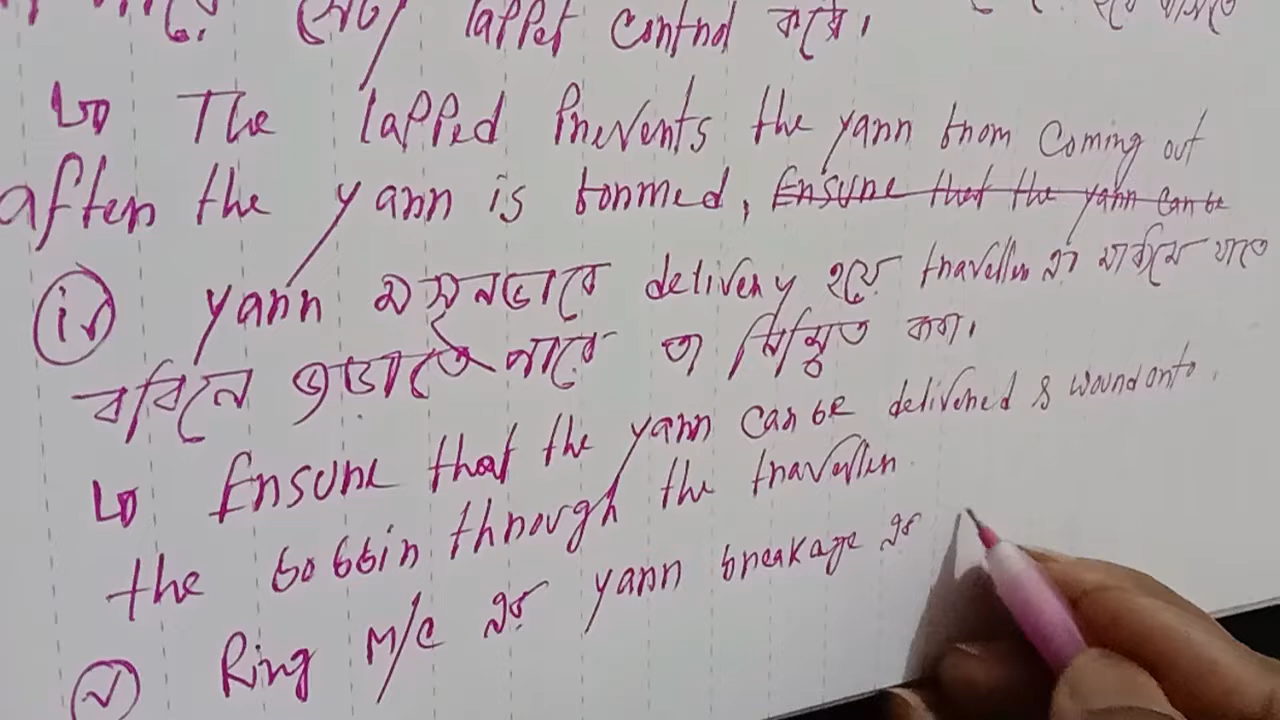 lappet control করে।
↳ The lapped prevents the yarn from coming out
after the yarn is formed, Ensure that the yarn can be
(iv) yarn মসৃনভাবে delivery হয়ে traveller এর মাধ্যমে যাতে
ববিনে জড়াতে পারে তা নিশ্চিত করা।
↳ Ensure that the yarn can be delivered & wound onto
the bobbin through the traveller.
(v) Ring M/C এর yarn breakage এর